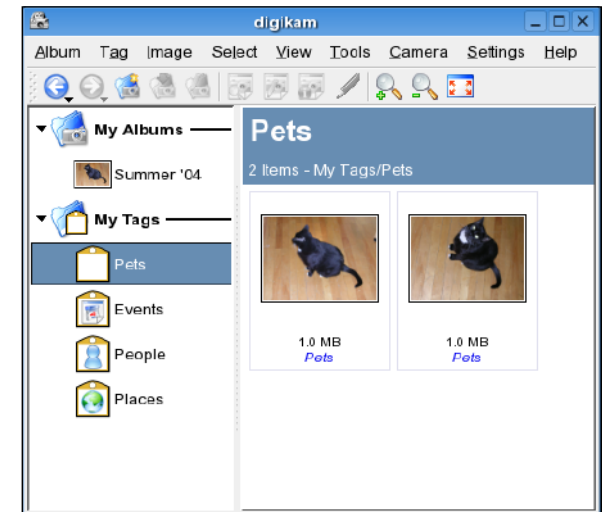 digikam
Album Tag Image Select View Tools Camera Settings Help
My Albums
Summer '04
My Tags
Pets
Events
People
Places
Pets
2 Items - My Tags/Pets
1.0 MB
Pets
1.0 MB
Pets